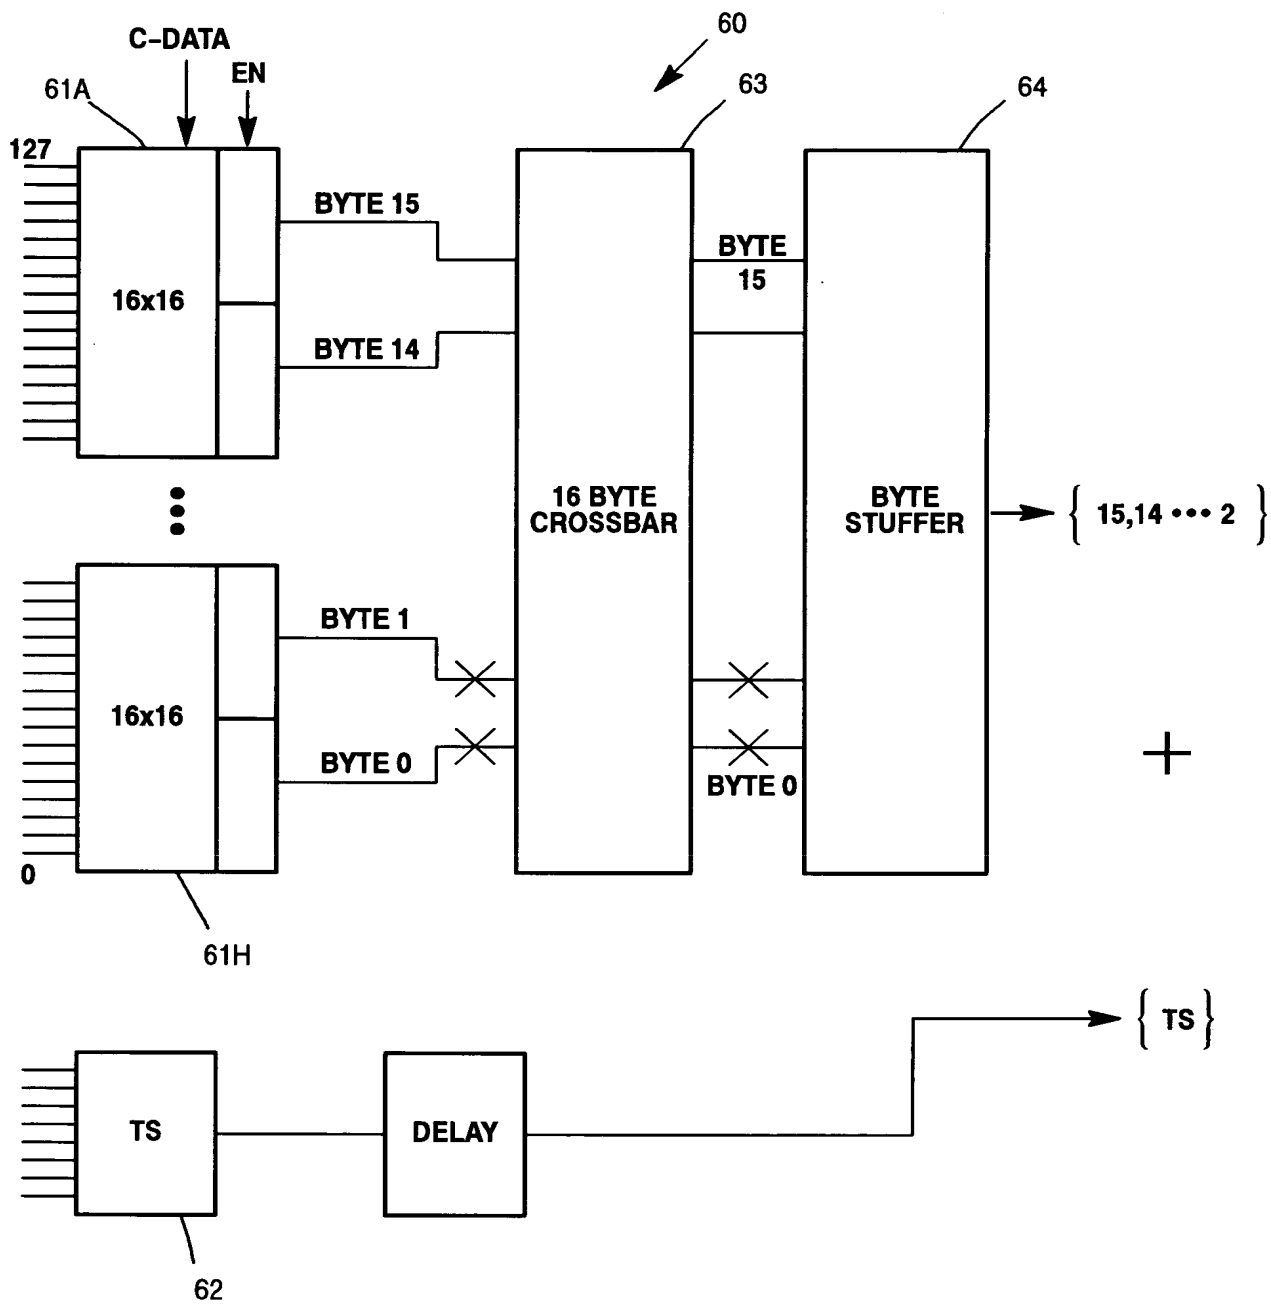 60
C-DATA
EN
61A
63
64
127
BYTE 15
BYTE
15
16x16
BYTE 14
16 BYTE
CROSSBAR
BYTE
STUFFER
{ 15,14 ••• 2 }
BYTE 1
16x16
BYTE 0
BYTE 0
+
0
61H
{ TS }
TS
DELAY
62